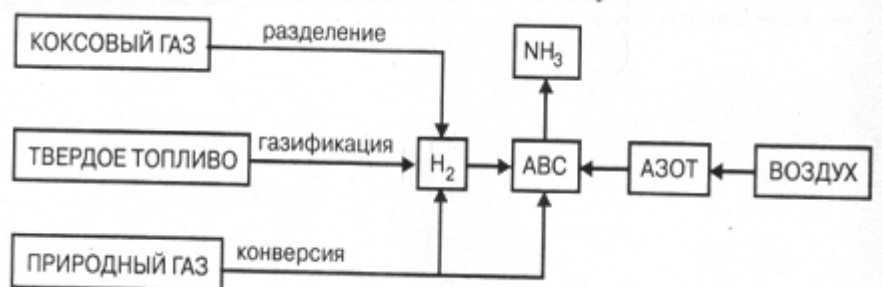 КОКСОВЫЙ ГАЗ
разделение
NH₃
ТВЕРДОЕ ТОПЛИВО
газификация
H₂
АВС
АЗОТ
ВОЗДУХ
ПРИРОДНЫЙ ГАЗ
конверсия